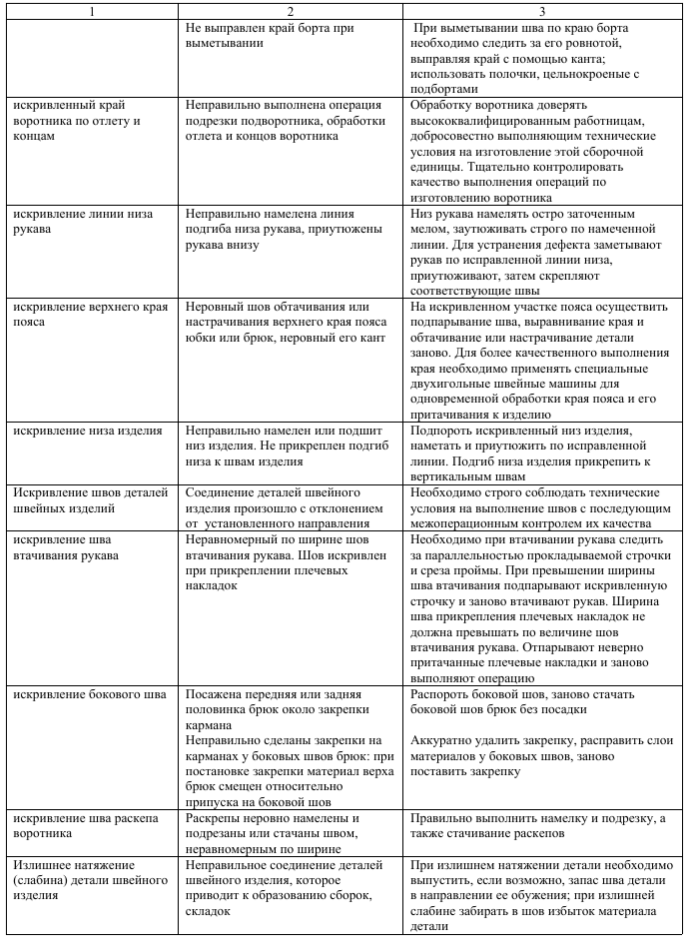 1
2
3
Не выправлен край борта при
выметывании
При выметывании шва по краю борта
необходимо следить за его ровнотой,
выправляя край с помощью канта;
использовать полочки, цельнокроеные с
подбортами
искривленный край
воротника по отлету и
концам
Неправильно выполнена операция
подрезки подворотника, обработки
отлета и концов воротника
Обработку воротника доверять
высококвалифицированным работницам,
добросовестно выполняющим технические
условия на изготовление этой сборочной
единицы. Тщательно контролировать
качество выполнения операций по
изготовлению воротника
искривление линии низа
рукава
Неправильно намелена линия
подгиба низа рукава, приутюжены
рукава внизу
Низ рукава намелять остро заточенным
мелом, заутюживать строго по намеченной
линии. Для устранения дефекта заметывают
рукав по исправленной линии низа,
приутюживают, затем скрепляют
соответствующие швы
искривление верхнего края
пояса
Неровный шов обтачивания или
настрачивания верхнего края пояса
юбки или брюк, неровный его кант
На искривленном участке пояса осуществить
подпарывание шва, выравнивание края и
обтачивание или настрачивание детали
заново. Для более качественного выполнения
края необходимо применять специальные
двухигольные швейные машины для
одновременной обработки края пояса и его
притачивания к изделию
искривление низа изделия
Неправильно намелен или подшит
низ изделия. Не прикреплен подгиб
низа к швам изделия
Подпороть искривленный низ изделия,
наметать и приутюжить по исправленной
линии. Подгиб низа изделия прикрепить к
вертикальным швам
Искривление швов деталей
швейных изделий
Соединение деталей швейного
изделия произошло с отклонением
от установленного направления
Необходимо строго соблюдать технические
условия на выполнение швов с последующим
межоперационным контролем их качества
искривление шва
втачивания рукава
Неравномерный по ширине шов
втачивания рукава. Шов искривлен
при прикреплении плечевых
накладок
Необходимо при втачивании рукава следить
за параллельностью прокладываемой строчки
и среза проймы. При превышении ширины
шва втачивания подпарывают искривленную
строчку и заново втачивают рукав. Ширина
шва прикрепления плечевых накладок не
должна превышать по величине шов
втачивания рукава. Отпарывают неверно
притачанные плечевые накладки и заново
выполняют операцию
искривление бокового шва
Посажена передняя или задняя
половинка брюк около закрепки
кармана
Неправильно сделаны закрепки на
карманах у боковых швов брюк: при
постановке закрепки материал верха
брюк смещен относительно
припуска на боковой шов
Распороть боковой шов, заново стачать
боковой шов брюк без посадки
Аккуратно удалить закрепку, расправить слои
материалов у боковых швов, заново
поставить закрепку
искривление шва раскепа
воротника
Раскрепы неровно намелены и
подрезаны или стачаны швом,
неравномерным по ширине
Правильно выполнить намелку и подрезку, а
также стачивание раскепов
Излишнее натяжение
(слабина) детали швейного
изделия
Неправильное соединение деталей
швейного изделия, которое
приводит к образованию сборок,
складок
При излишнем натяжении детали необходимо
выпустить, если возможно, запас шва детали
в направлении ее обужения; при излишней
слабине забирать в шов избыток материала
детали